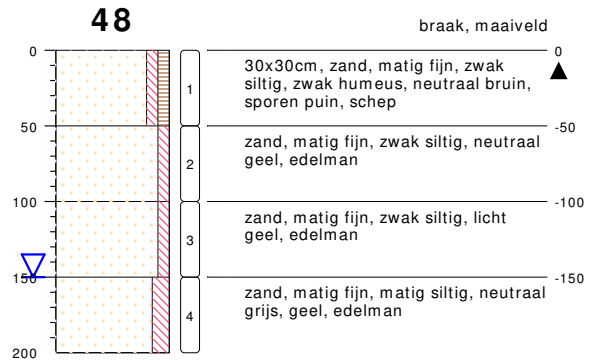 48
braak, maaiveld
0
0
30x30cm, zand, matig fijn, zwak
siltig, zwak humeus, neutraal bruin,
sporen puin, schep
1
50
-50
zand, matig fijn, zwak siltig, neutraal
geel, edelman
2
100
-100
zand, matig fijn, zwak siltig, licht
geel, edelman
3
150
-150
zand, matig fijn, matig siltig, neutraal
grijs, geel, edelman
4
200